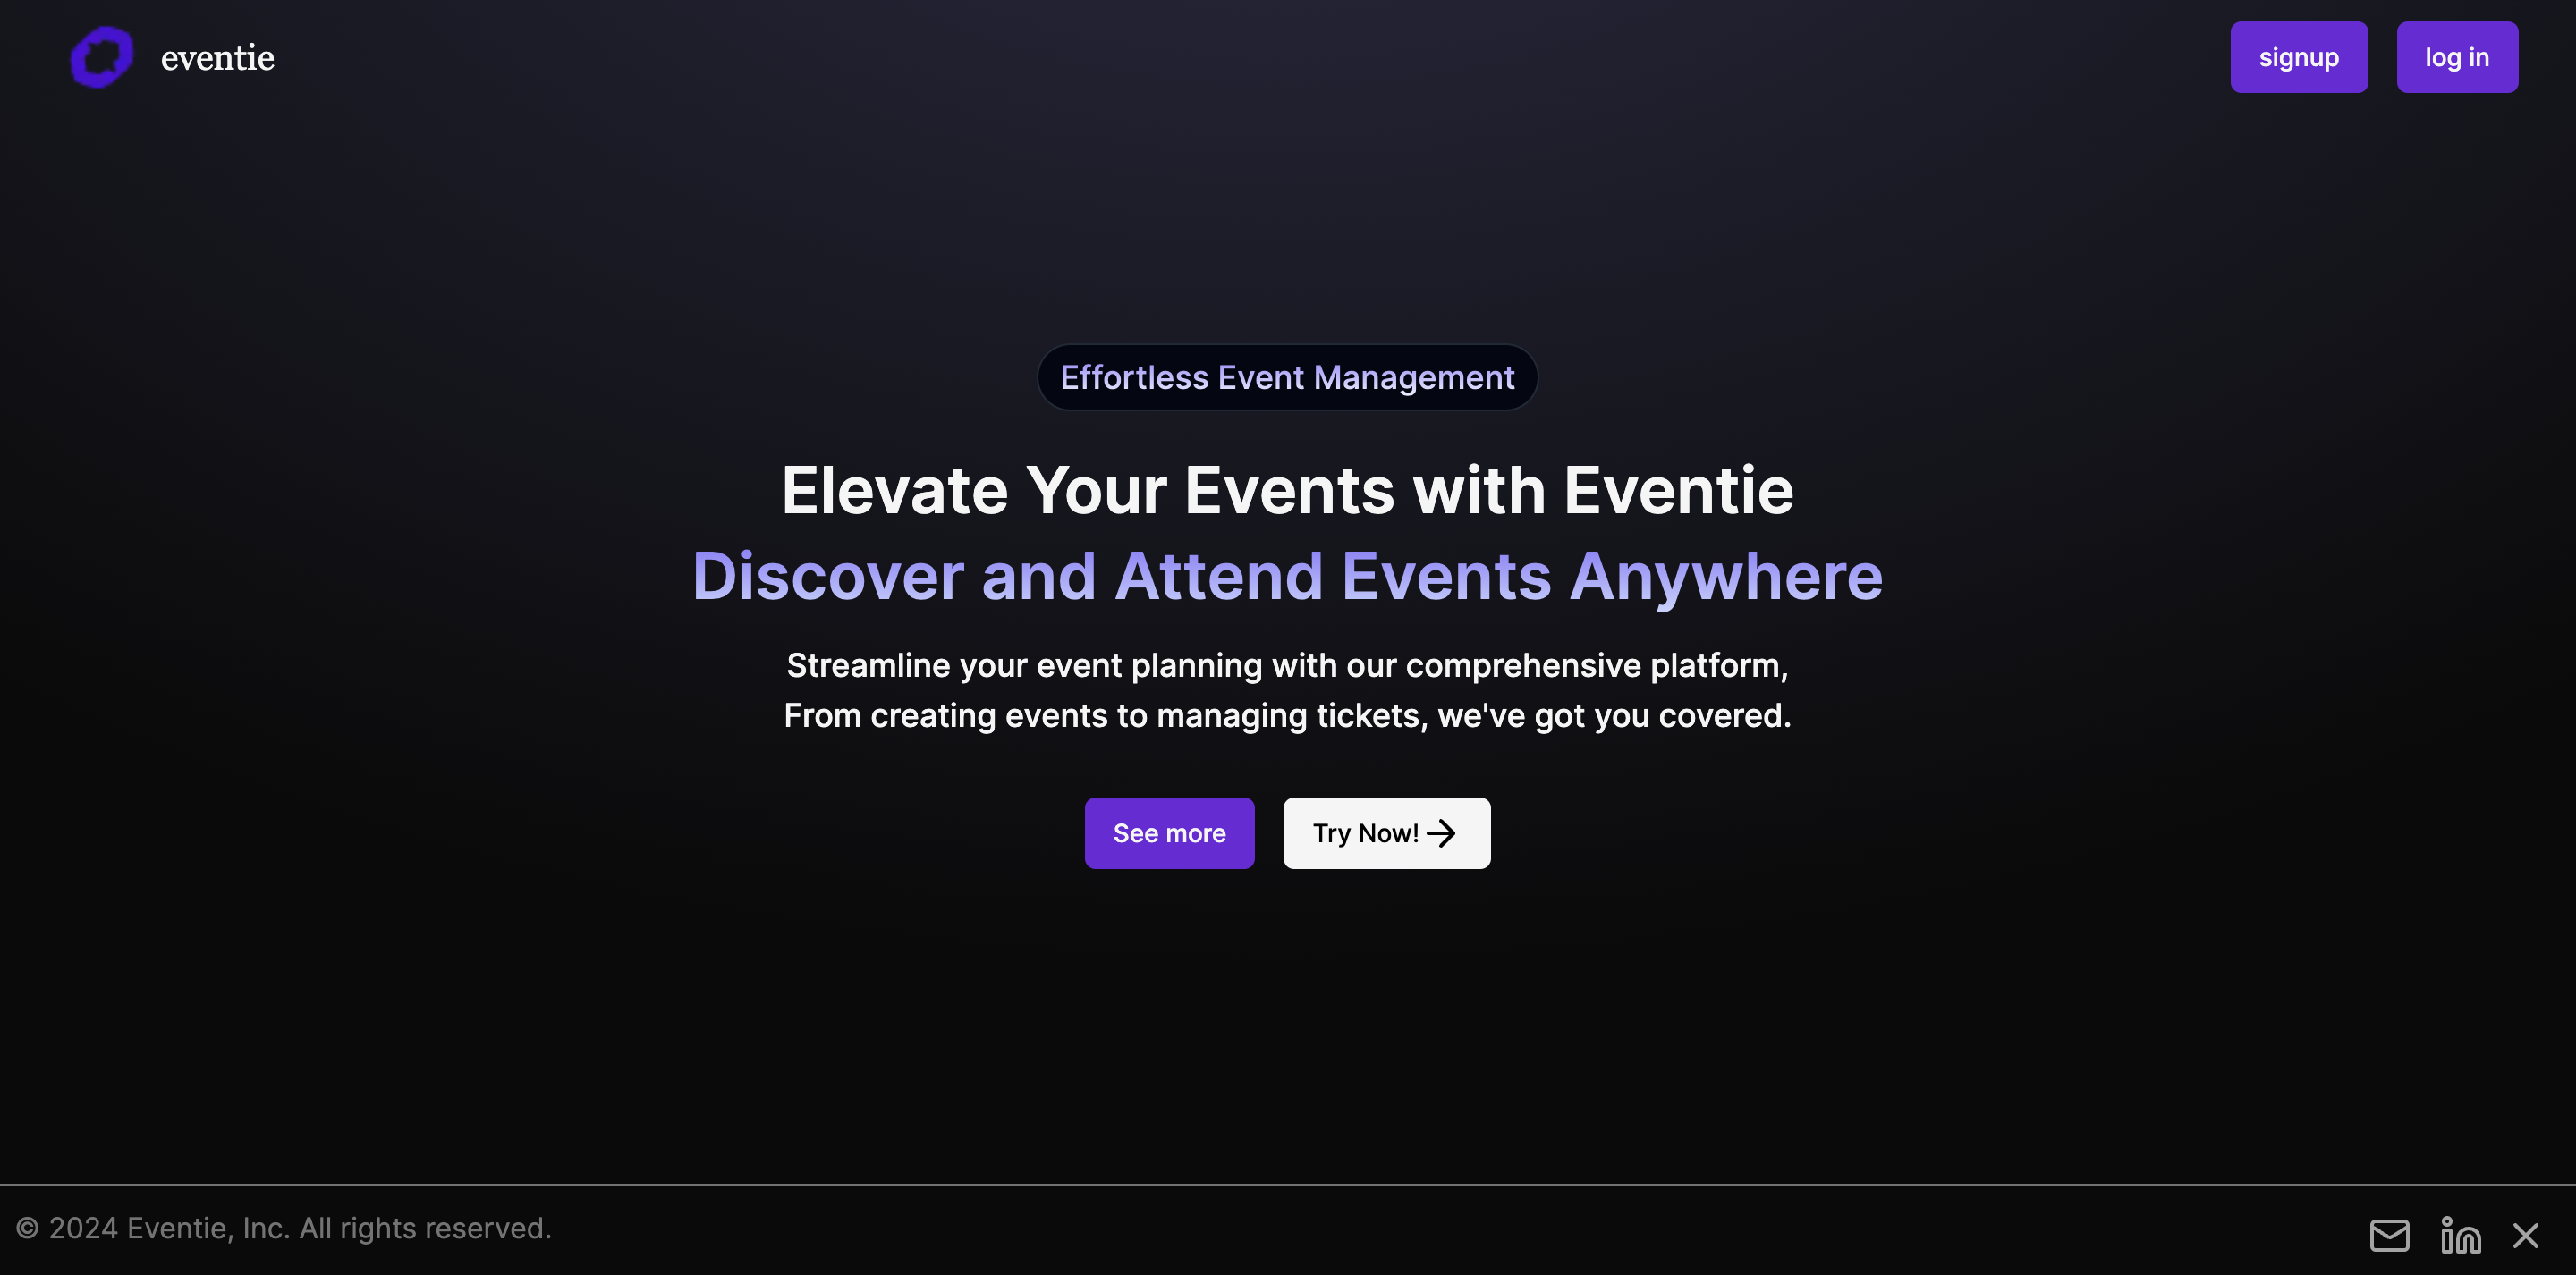 eventie
signup
log in
Effortless Event Management
Elevate Your Events with Eventie
Discover and Attend Events Anywhere
Streamline your event planning with our comprehensive platform,
From creating events to managing tickets, we've got you covered.
See more
Try Now!
© 2024 Eventie, Inc. All rights reserved.